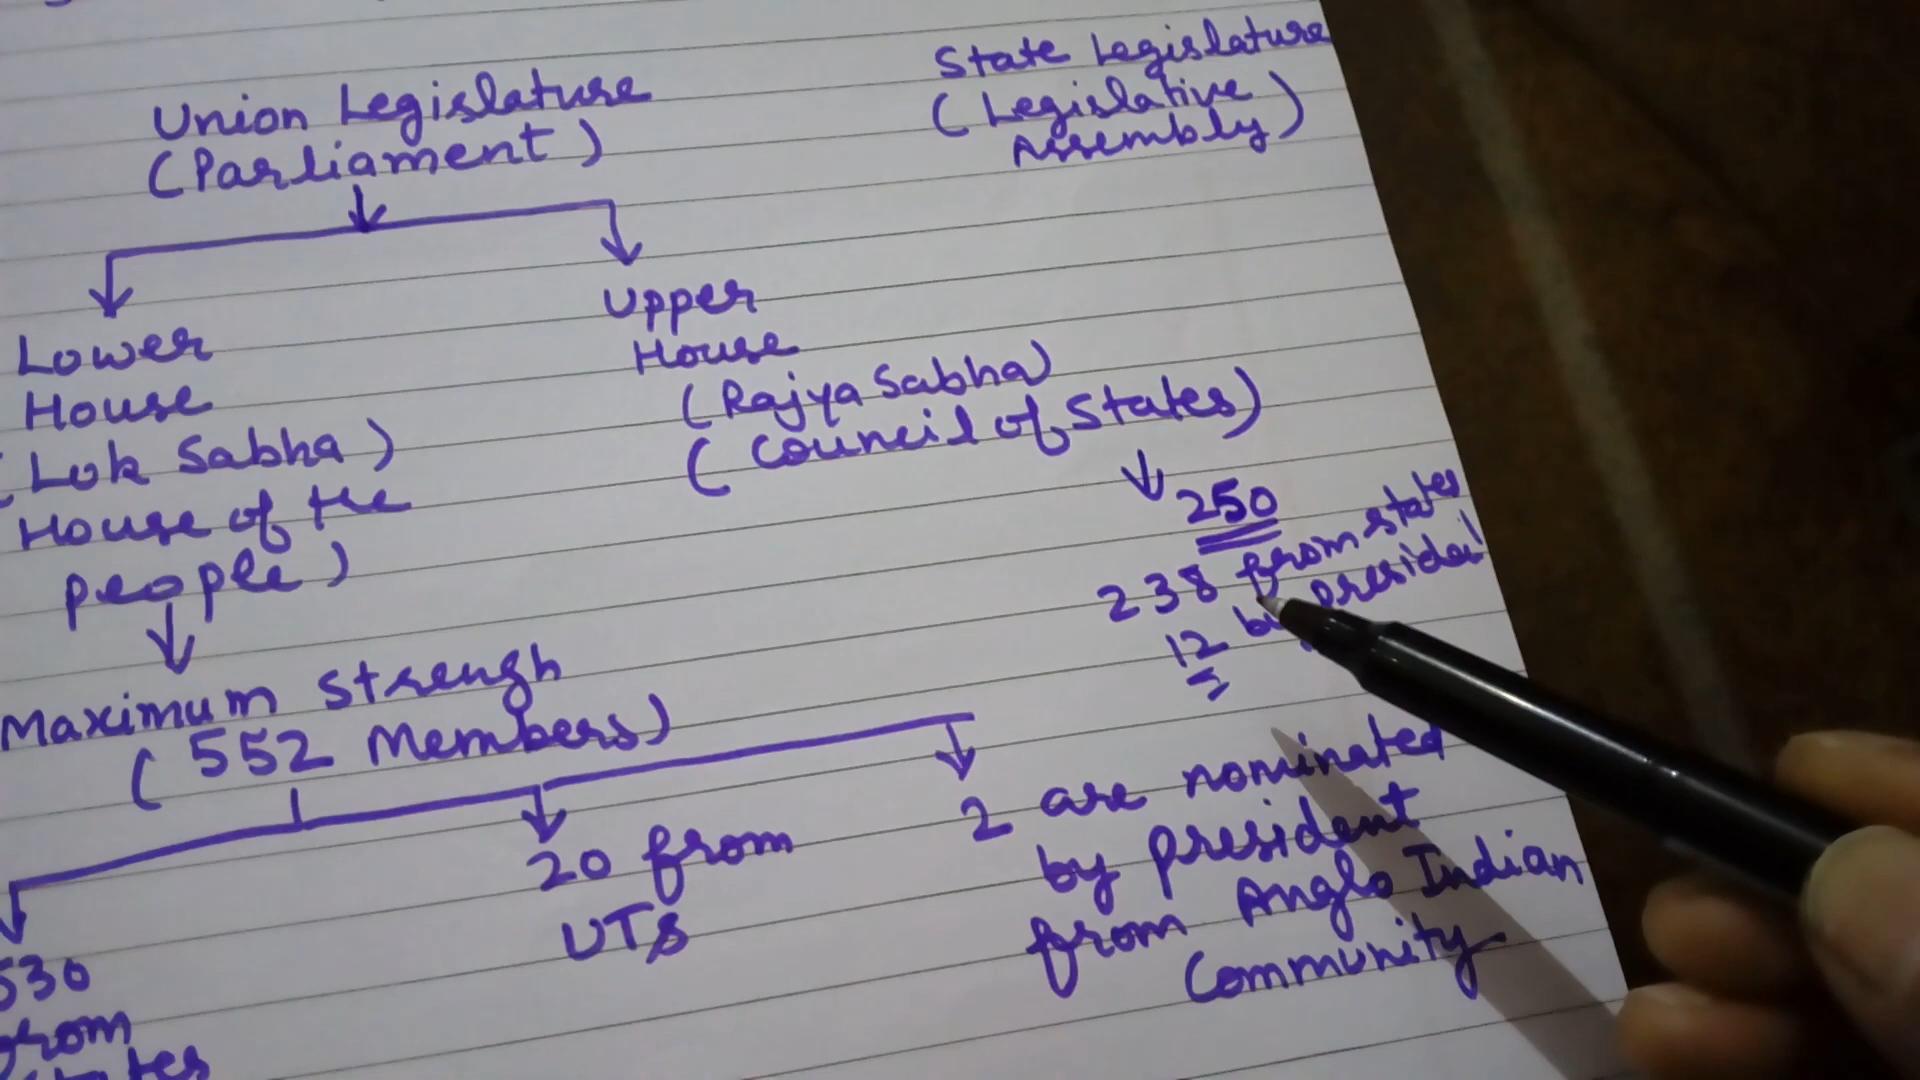 Union Legislature
(Parliament)
State Legislature
(Legislative
Assembly)
Lower
House
(Lok Sabha)
House of the
people)
Upper
House
(Rajya Sabha)
(Council of States)
250
238 from states
12 by
Maximum Strengh
(552 Members)
530
from
20 from
UTs
2 are nominated
by president
from Anglo Indian
Community